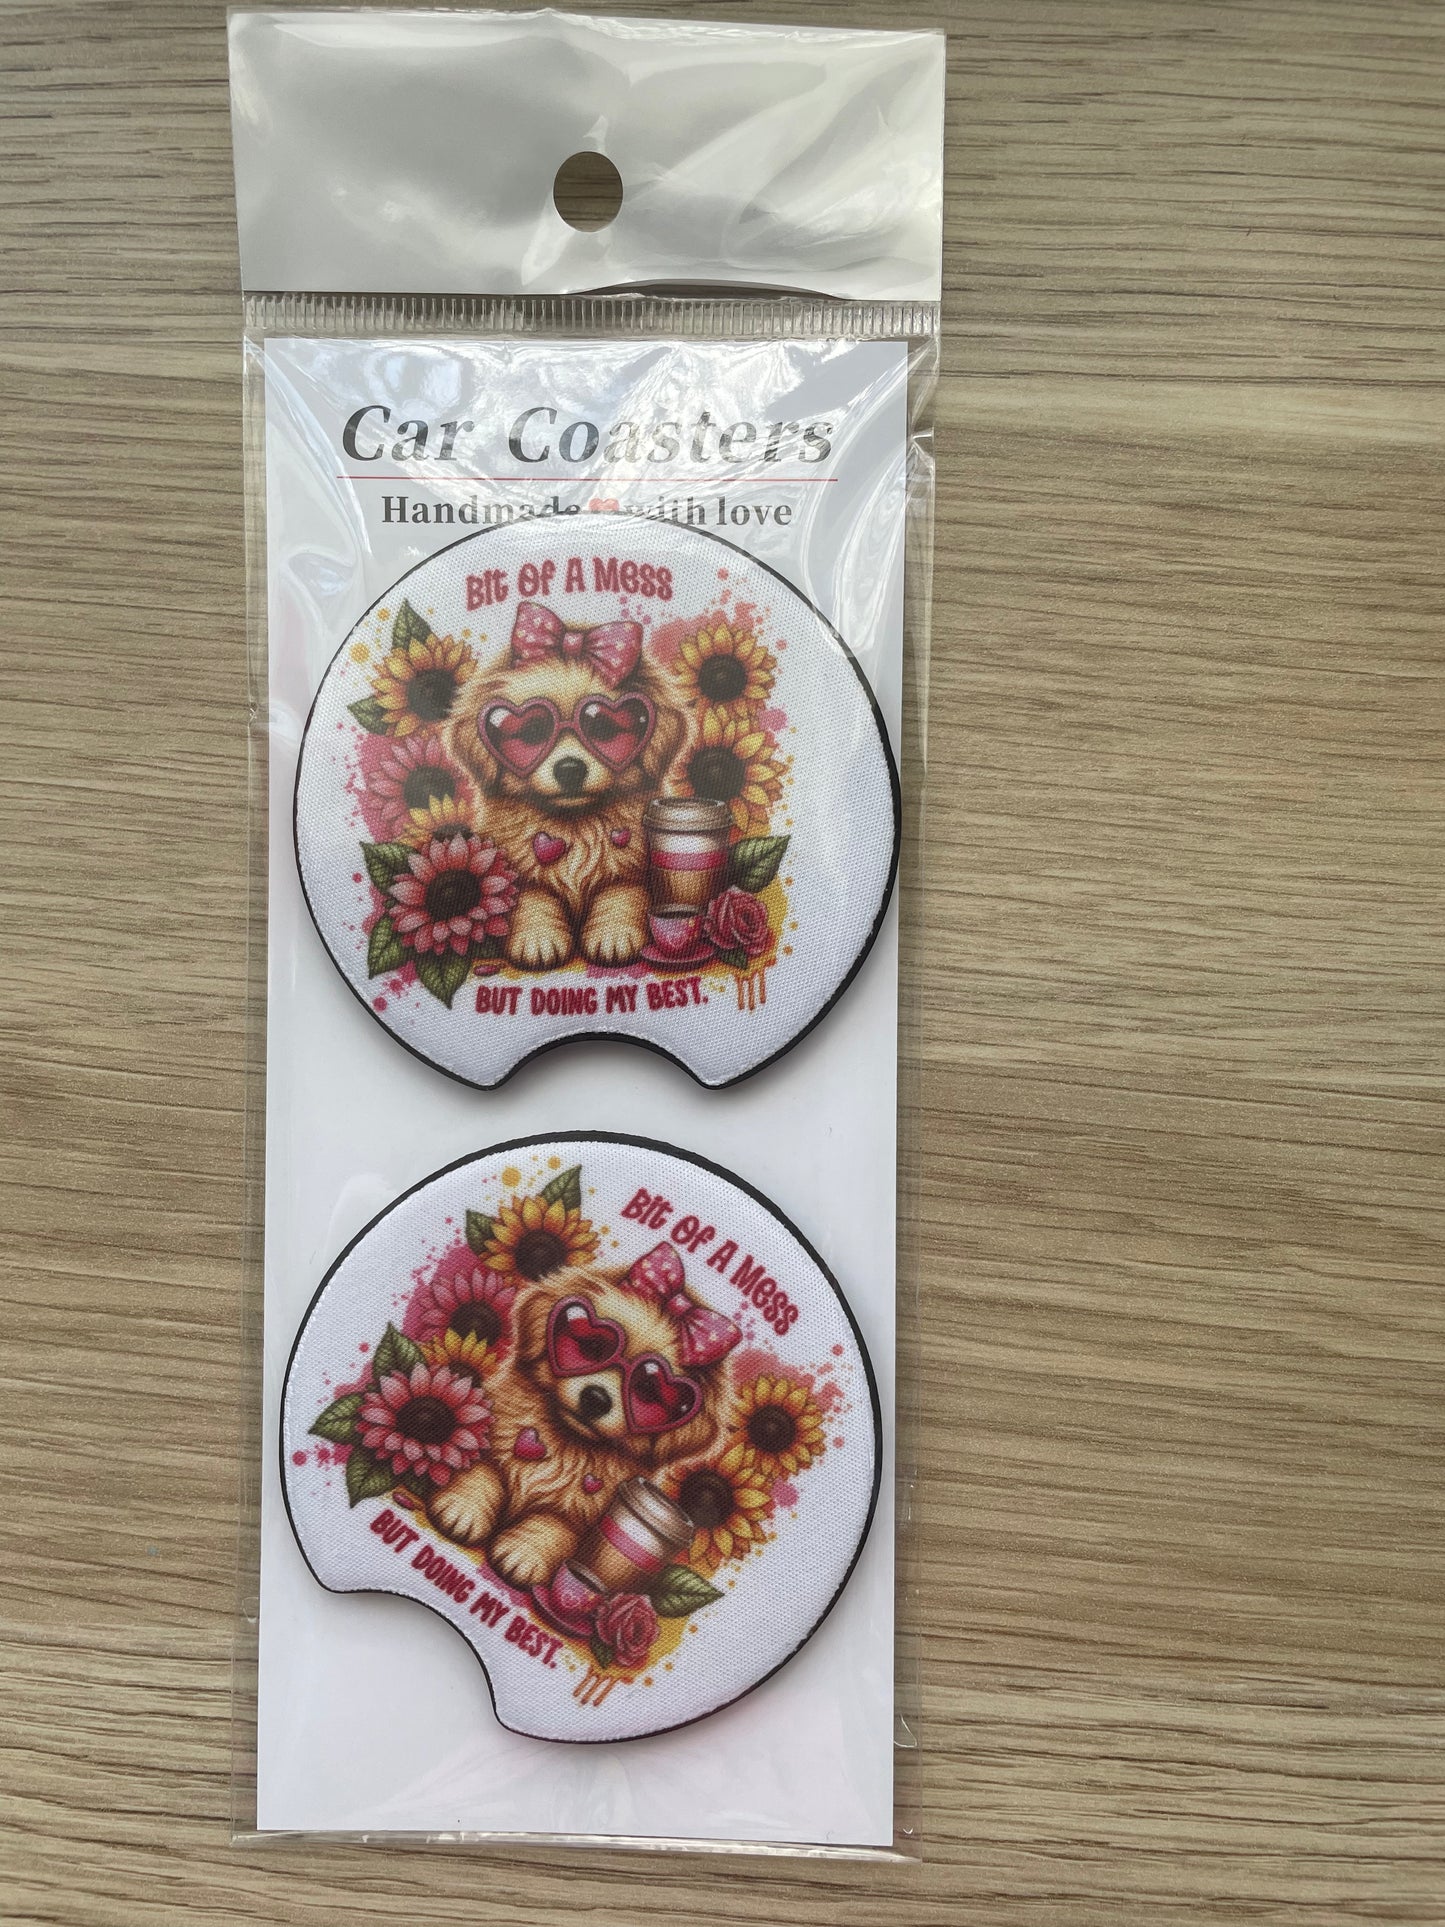 Car Coasters
Handmade with love
Bit Of A Mess
BUT DOING MY BEST.
Bit Of A Mess
BUT DOING MY BEST.